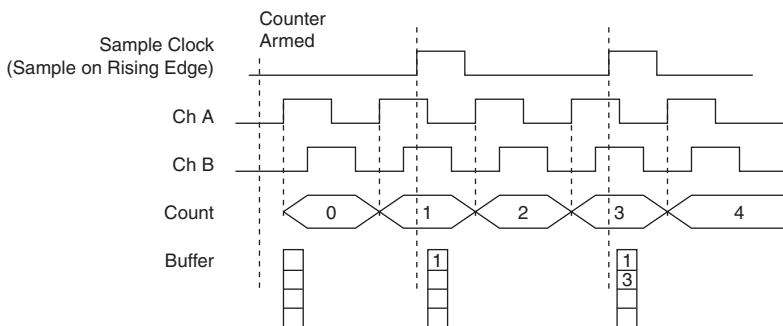 Counter
Armed
Sample Clock
(Sample on Rising Edge)
Ch A
Ch B
Count 0 1 2 3 4
Buffer 1 1
3